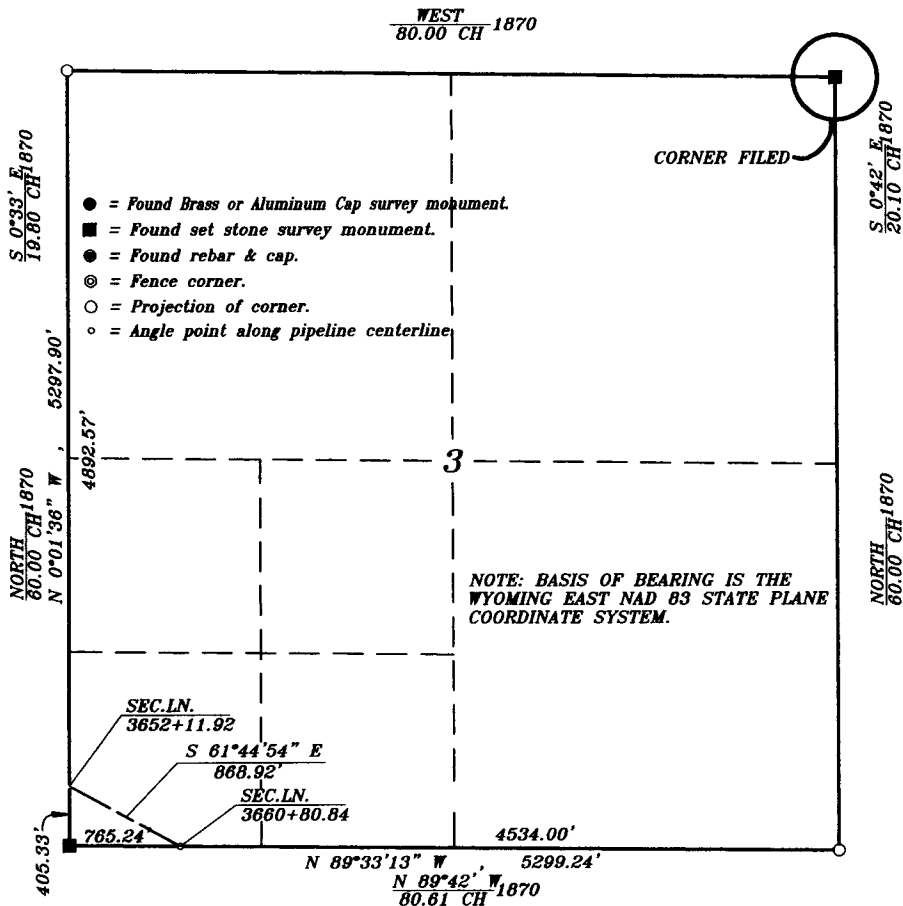 WEST
80.00 CH 1870
CORNER FILED
S 0°33' E
19.80 CH 1870
S 0°42' E
20.10 CH 1870
● = Found Brass or Aluminum Cap survey monument.
■ = Found set stone survey monument.
● = Found rebar & cap.
◎ = Fence corner.
○ = Projection of corner.
○ = Angle point along pipeline centerline
N 0°01'36" W , 5297.90'
4892.57'
3
NORTH
60.00 CH 1870
NORTH
60.00 CH 1870
NOTE: BASIS OF BEARING IS THE
WYOMING EAST NAD 83 STATE PLANE
COORDINATE SYSTEM.
SEC.LN.
3652+11.92
S 61°44'54" E
868.92'
SEC.LN.
3660+80.84
405.33'
765.24'
4534.00'
N 89°33'13" W , 5299.24'
N 89°42' W
80.61 CH 1870